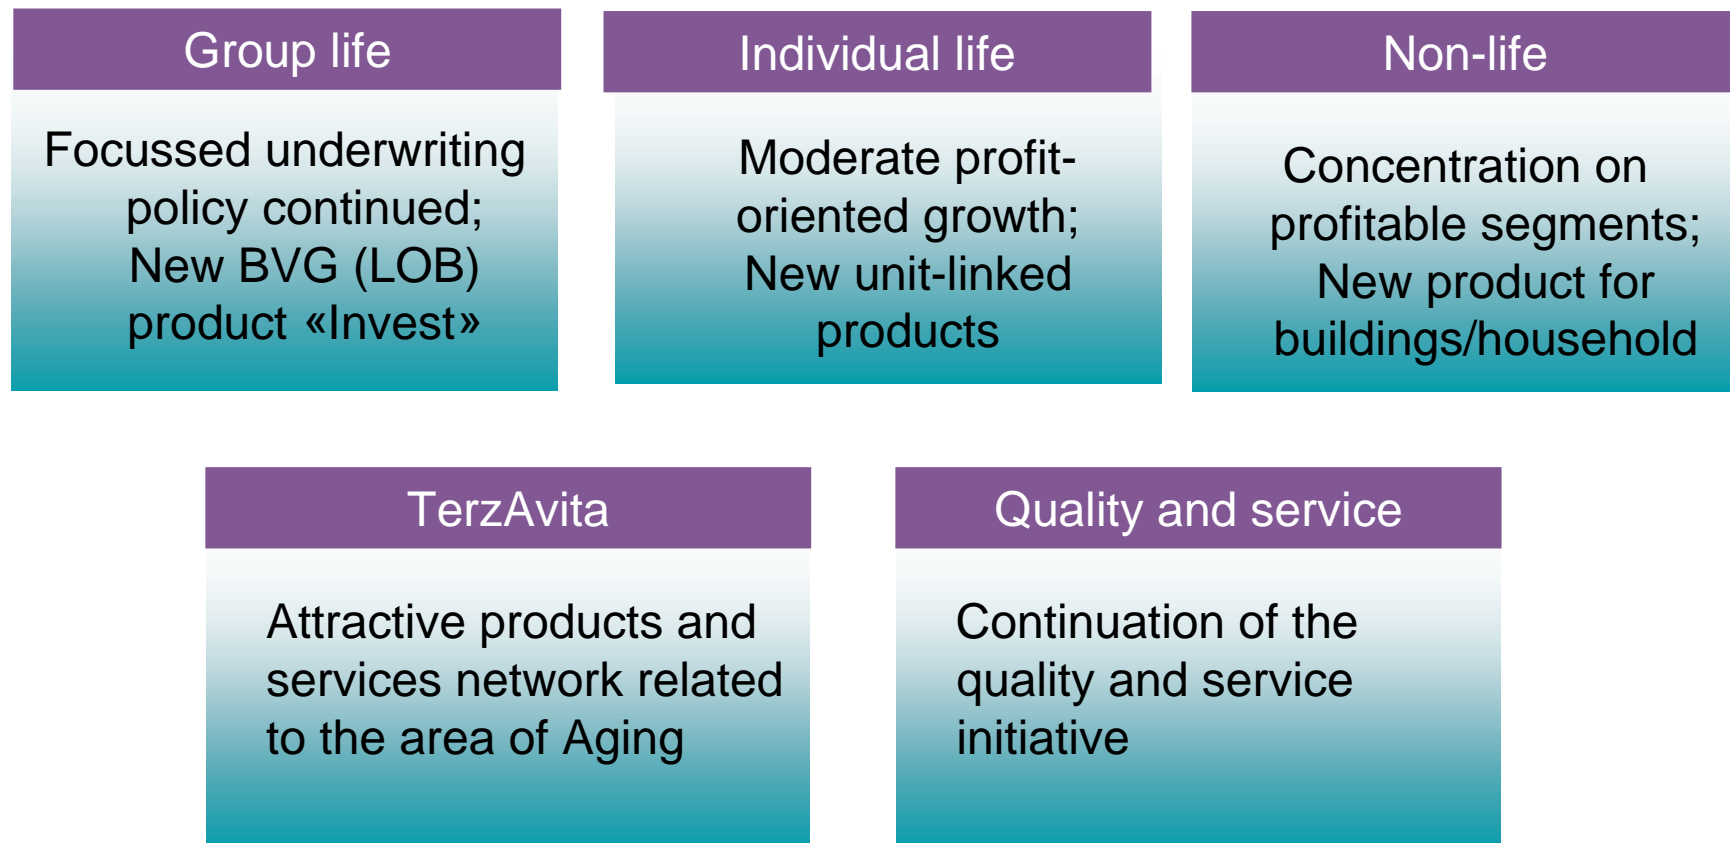 Group life
Focussed underwriting
policy continued;
New BVG (LOB)
product «Invest»
Individual life
Moderate profit-
oriented growth;
New unit-linked
products
Non-life
Concentration on
profitable segments;
New product for
buildings/household
TerzAvita
Attractive products and
services network related
to the area of Aging
Quality and service
Continuation of the
quality and service
initiative